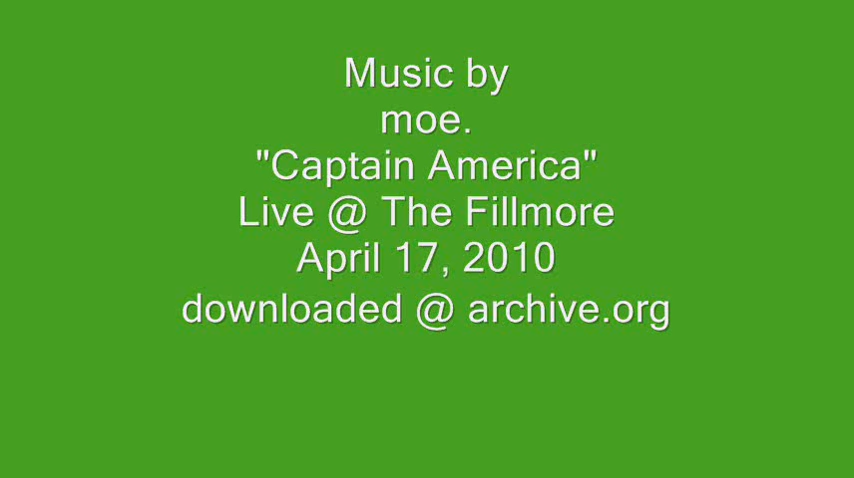 Music by
moe.
"Captain America"
Live @ The Fillmore
April 17, 2010
downloaded @ archive.org